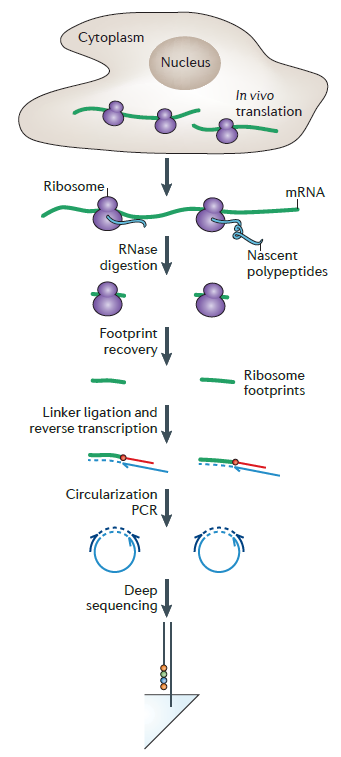 Cytoplasm
Nucleus
In vivo
translation
Ribosome
mRNA
RNase
digestion
Nascent
polypeptides
Footprint
recovery
Ribosome
footprints
Linker ligation and
reverse transcription
Circularization
PCR
Deep
sequencing